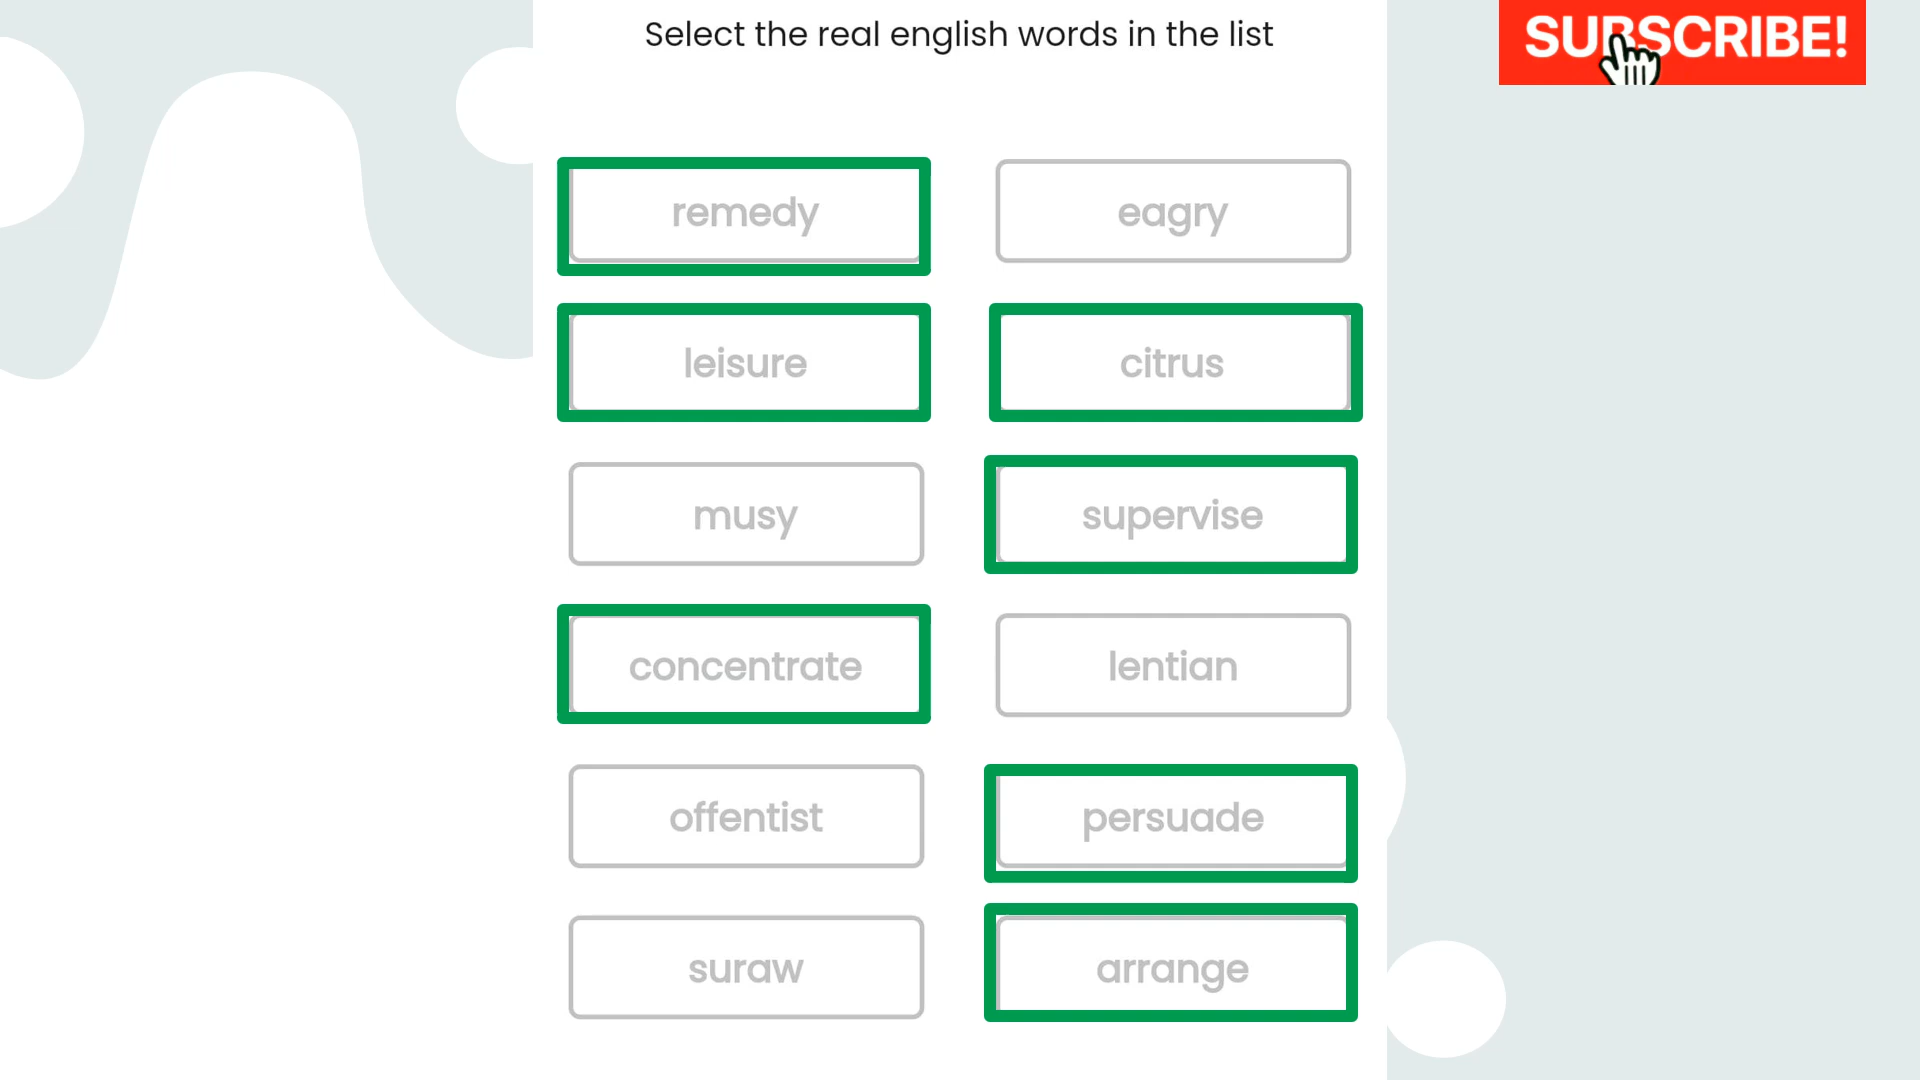 Select the real english words in the list
SUBSCRIBE!
remedy
eagry
leisure
citrus
musy
supervise
concentrate
lentian
offentist
persuade
suraw
arrange